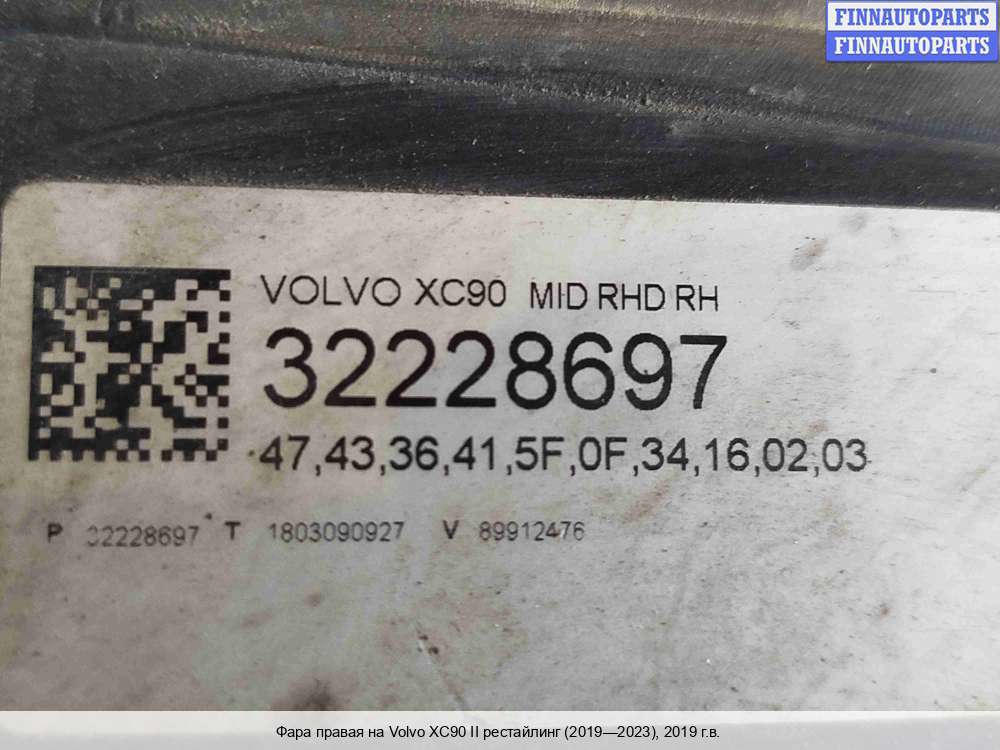 FINNAUTOPARTS
FINNAUTOPARTS
VOLVO XC90 MID RHD RH
32228697
47,43,36,41,5F,0F,34,16,02,03
P 32228697 T 1803090927 V 89912476
Фара правая на Volvo XC90 II рестайлинг (2019—2023), 2019 г.в.